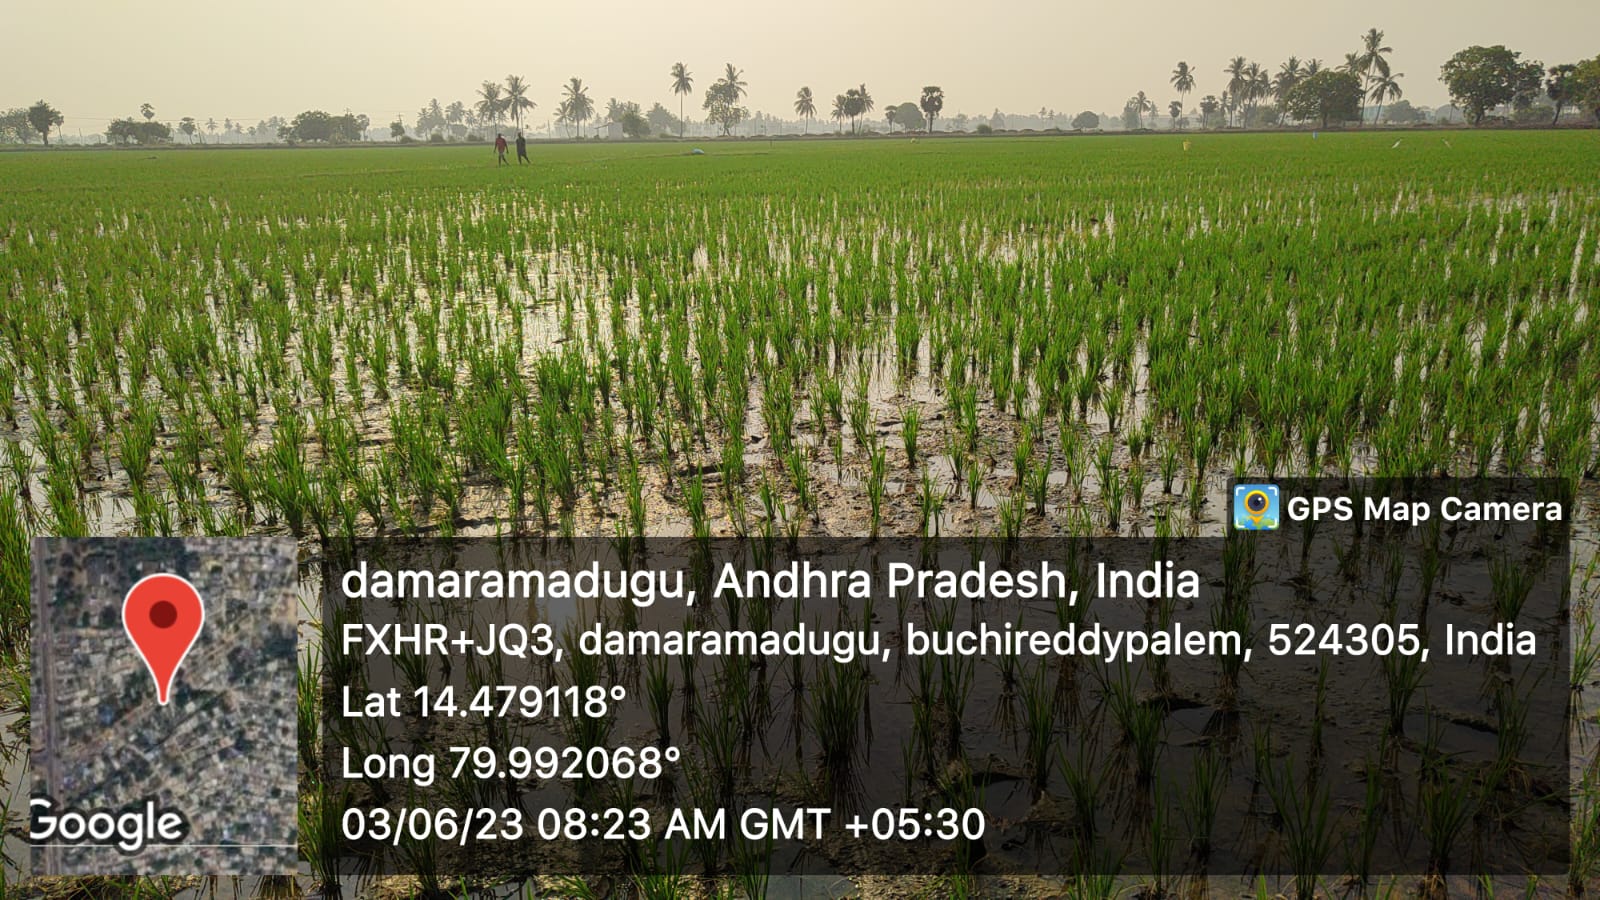 GPS Map Camera
damaramadugu, Andhra Pradesh, India
FXHR+JQ3, damaramadugu, buchireddypalem, 524305, India
Lat 14.479118°
Long 79.992068°
03/06/23 08:23 AM GMT +05:30
Google